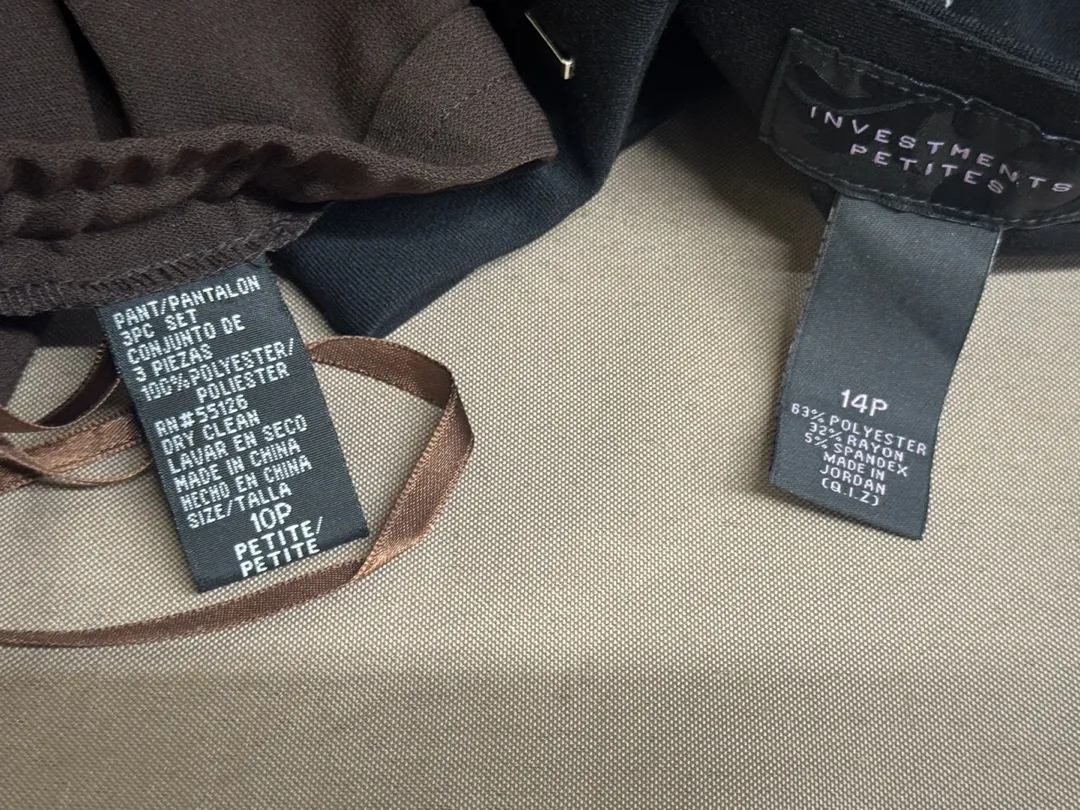 PANT/PANTALON
3PC SET
CONJUNTO DE
3 PIEZAS
100%POLYESTER/
POLIESTER
RN#55126
DRY CLEAN
LAVAR EN SECO
MADE IN CHINA
HECHO EN CHINA
SIZE/TALLA
10P
PETITE/
PETITE
INVESTMENTS
PETITES
14P
63% POLYESTER
32% RAYON
5% SPANDEX
MADE IN
JORDAN
(Q.I.Z)